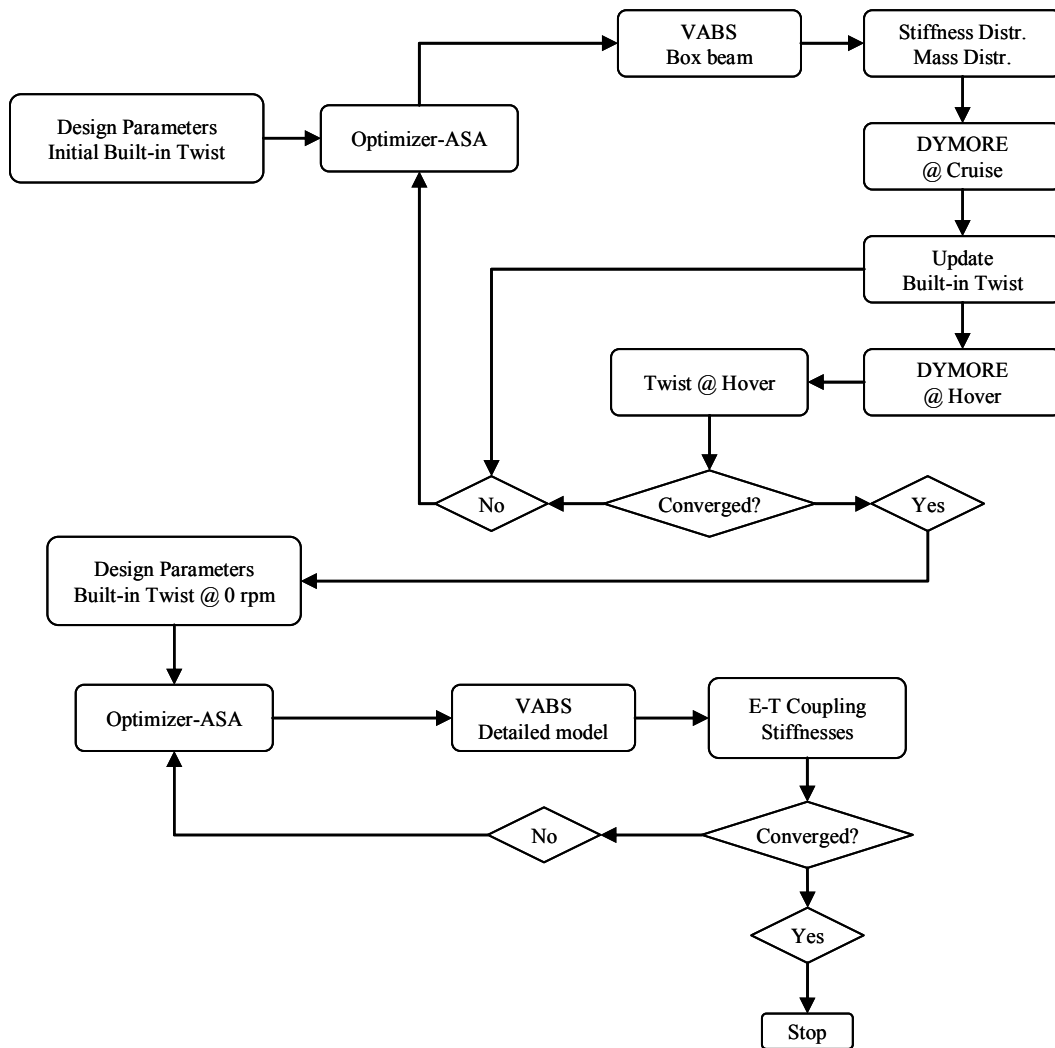 VABS
Box beam
Stiffness Distr.
Mass Distr.
Design Parameters
Initial Built-in Twist
Optimizer-ASA
DYMORE
@ Cruise
Update
Built-in Twist
Twist @ Hover
DYMORE
@ Hover
No
Converged?
Yes
Design Parameters
Built-in Twist @ 0 rpm
Optimizer-ASA
VABS
Detailed model
E-T Coupling
Stiffnesses
No
Converged?
Yes
Stop